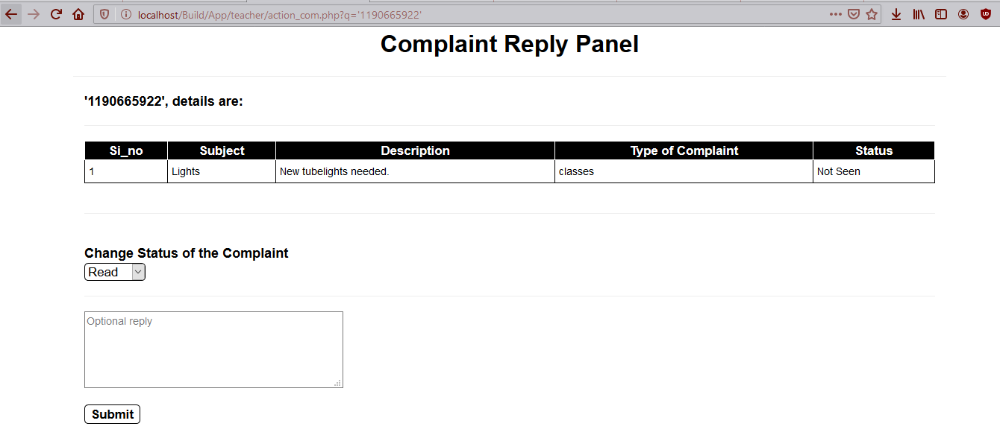 localhost/Build/App/teacher/action_com.php?q='1190665922'
Complaint Reply Panel
'1190665922', details are:
Si_no Subject Description Type of Complaint Status
1 Lights New tubelights needed. classes Not Seen
Change Status of the Complaint
Read
Optional reply
Submit